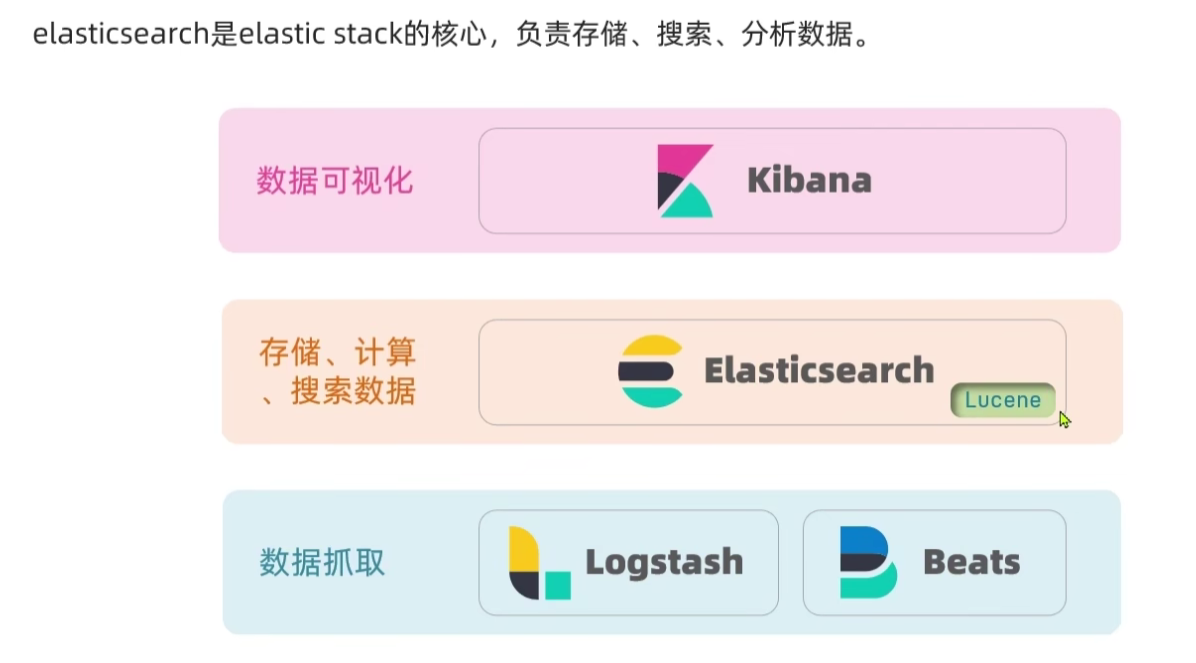 elasticsearch是elastic stack的核心，负责存储、搜索、分析数据。
数据可视化
Kibana
存储、计算
、搜索数据
Elasticsearch
Lucene
数据抓取
Logstash
Beats